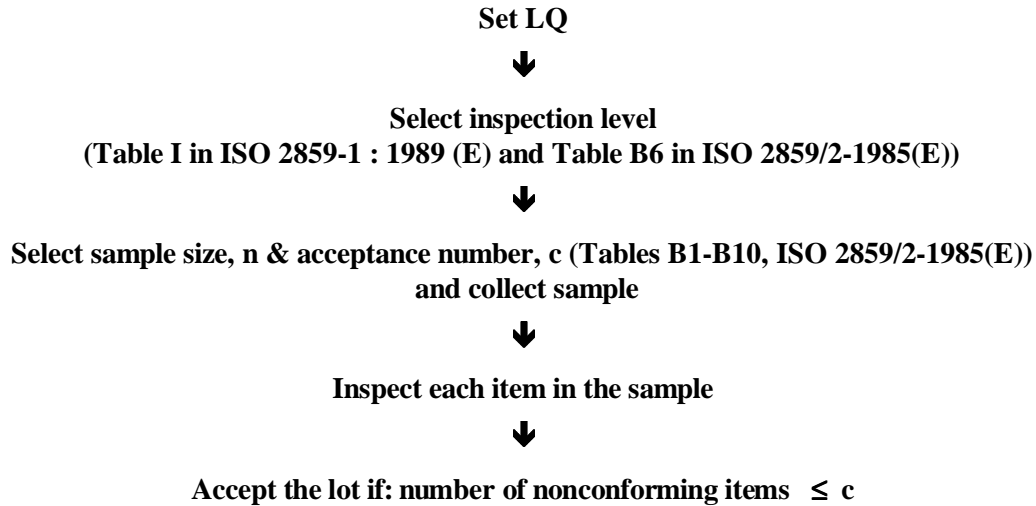 Set LQ
🡻
Select inspection level
(Table I in ISO 2859-1 : 1989 (E) and Table B6 in ISO 2859/2-1985(E))
🡻
Select sample size, n & acceptance number, c (Tables B1-B10, ISO 2859/2-1985(E))
and collect sample
🡻
Inspect each item in the sample
🡻
Accept the lot if: number of nonconforming items ≤ c